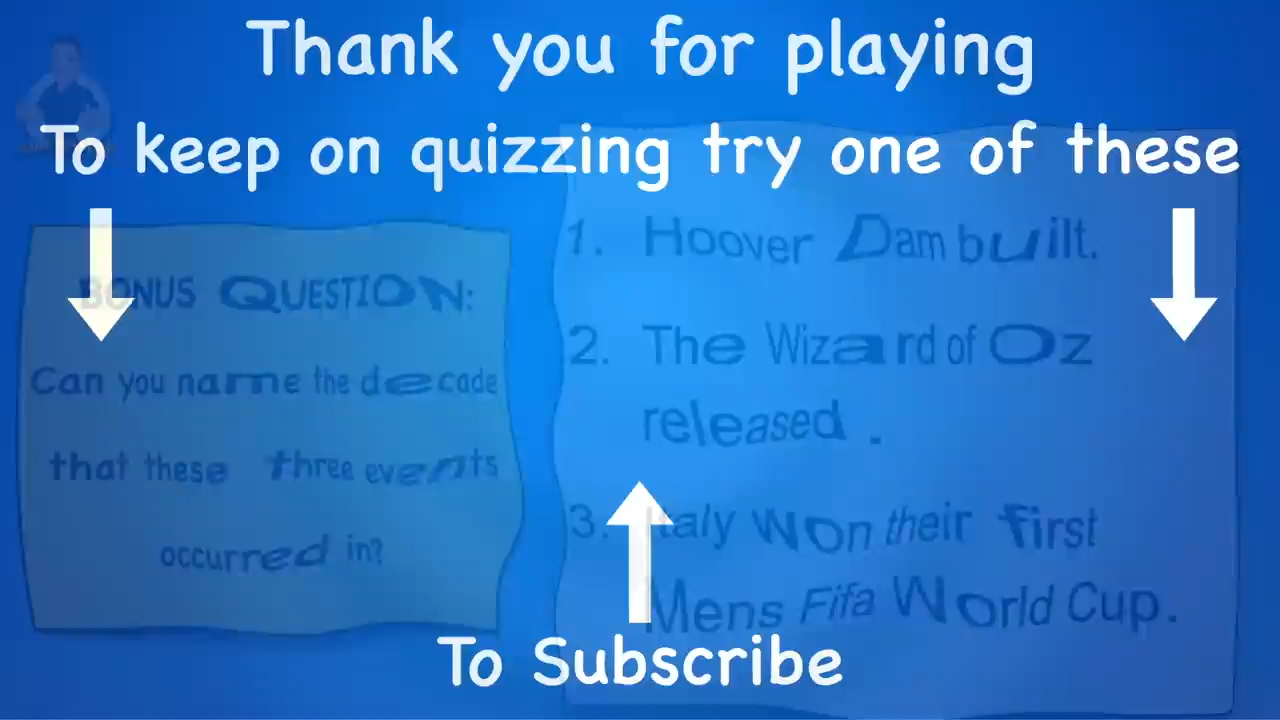 Thank you for playing
To keep on quizzing try one of these
BONUS QUESTION:
Can you name the decade
that these three events
occurred in?
1. Hoover Dam built.
2. The Wizard of Oz
released .
3. Italy Won their first
Mens Fifa World Cup.
To Subscribe